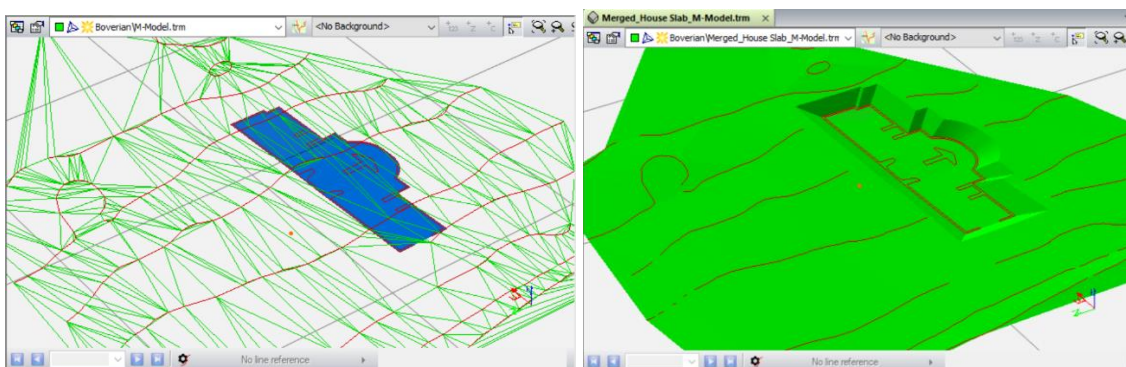 Boverian\M-Model.trm
<No Background>
No line reference
Merged_House Slab_M-Model.trm
Boverian\Merged_House Slab_M-Model.trm
<No Background>
No line reference